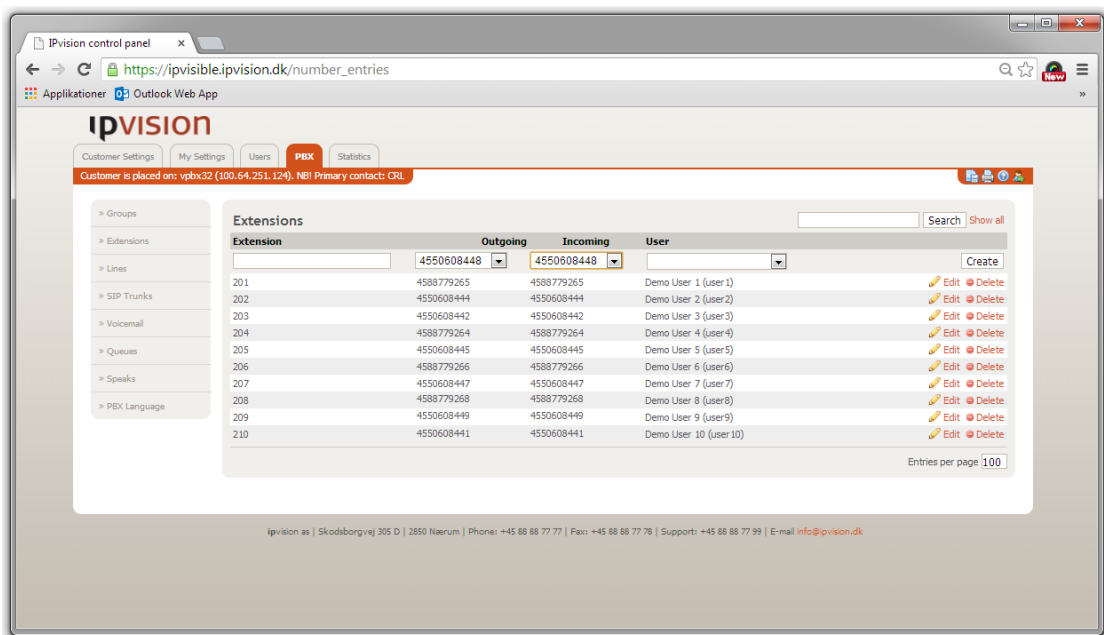 IPvision control panel
https://ipvisible.ipvision.dk/number_entries
New
Applikationer Outlook Web App »
ipvision
Customer Settings My Settings Users PBX Statistics
Customer is placed on: vpbx32 (100.64.251.124). NB! Primary contact: CRL
» Groups
» Extensions
» Lines
» SIP Trunks
» Voicemail
» Queues
» Speaks
» PBX Language
Extensions Search Show all
Extension Outgoing Incoming User
4550608448 4550608448 Create
201 4588779265 4588779265 Demo User 1 (user1) Edit Delete
202 4550608444 4550608444 Demo User 2 (user2) Edit Delete
203 4550608442 4550608442 Demo User 3 (user3) Edit Delete
204 4588779264 4588779264 Demo User 4 (user4) Edit Delete
205 4550608445 4550608445 Demo User 5 (user5) Edit Delete
206 4588779266 4588779266 Demo User 6 (user6) Edit Delete
207 4550608447 4550608447 Demo User 7 (user7) Edit Delete
208 4588779268 4588779268 Demo User 8 (user8) Edit Delete
209 4550608449 4550608449 Demo User 9 (user9) Edit Delete
210 4550608441 4550608441 Demo User 10 (user10) Edit Delete
Entries per page 100
ipvision as | Skodsborgvej 305 D | 2850 Nærum | Phone: +45 88 88 77 77 | Fax: +45 88 88 77 78 | Support: +45 88 88 77 99 | E-mail info@ipvision.dk